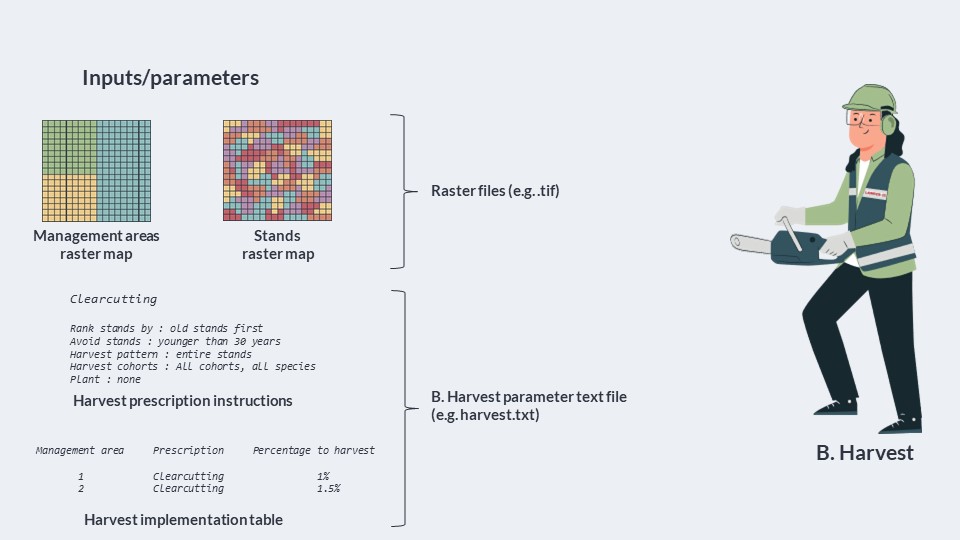 Inputs/parameters
Management areas
raster map
Stands
raster map
Raster files (e.g. .tif)
Clearcutting
Rank stands by : old stands first
Avoid stands : younger than 30 years
Harvest pattern : entire stands
Harvest cohorts : All cohorts, all species
Plant : none
Harvest prescription instructions
B. Harvest parameter text file
(e.g. harvest.txt)
Management area Prescription Percentage to harvest
1 Clearcutting 1%
2 Clearcutting 1.5%
Harvest implementation table
B. Harvest